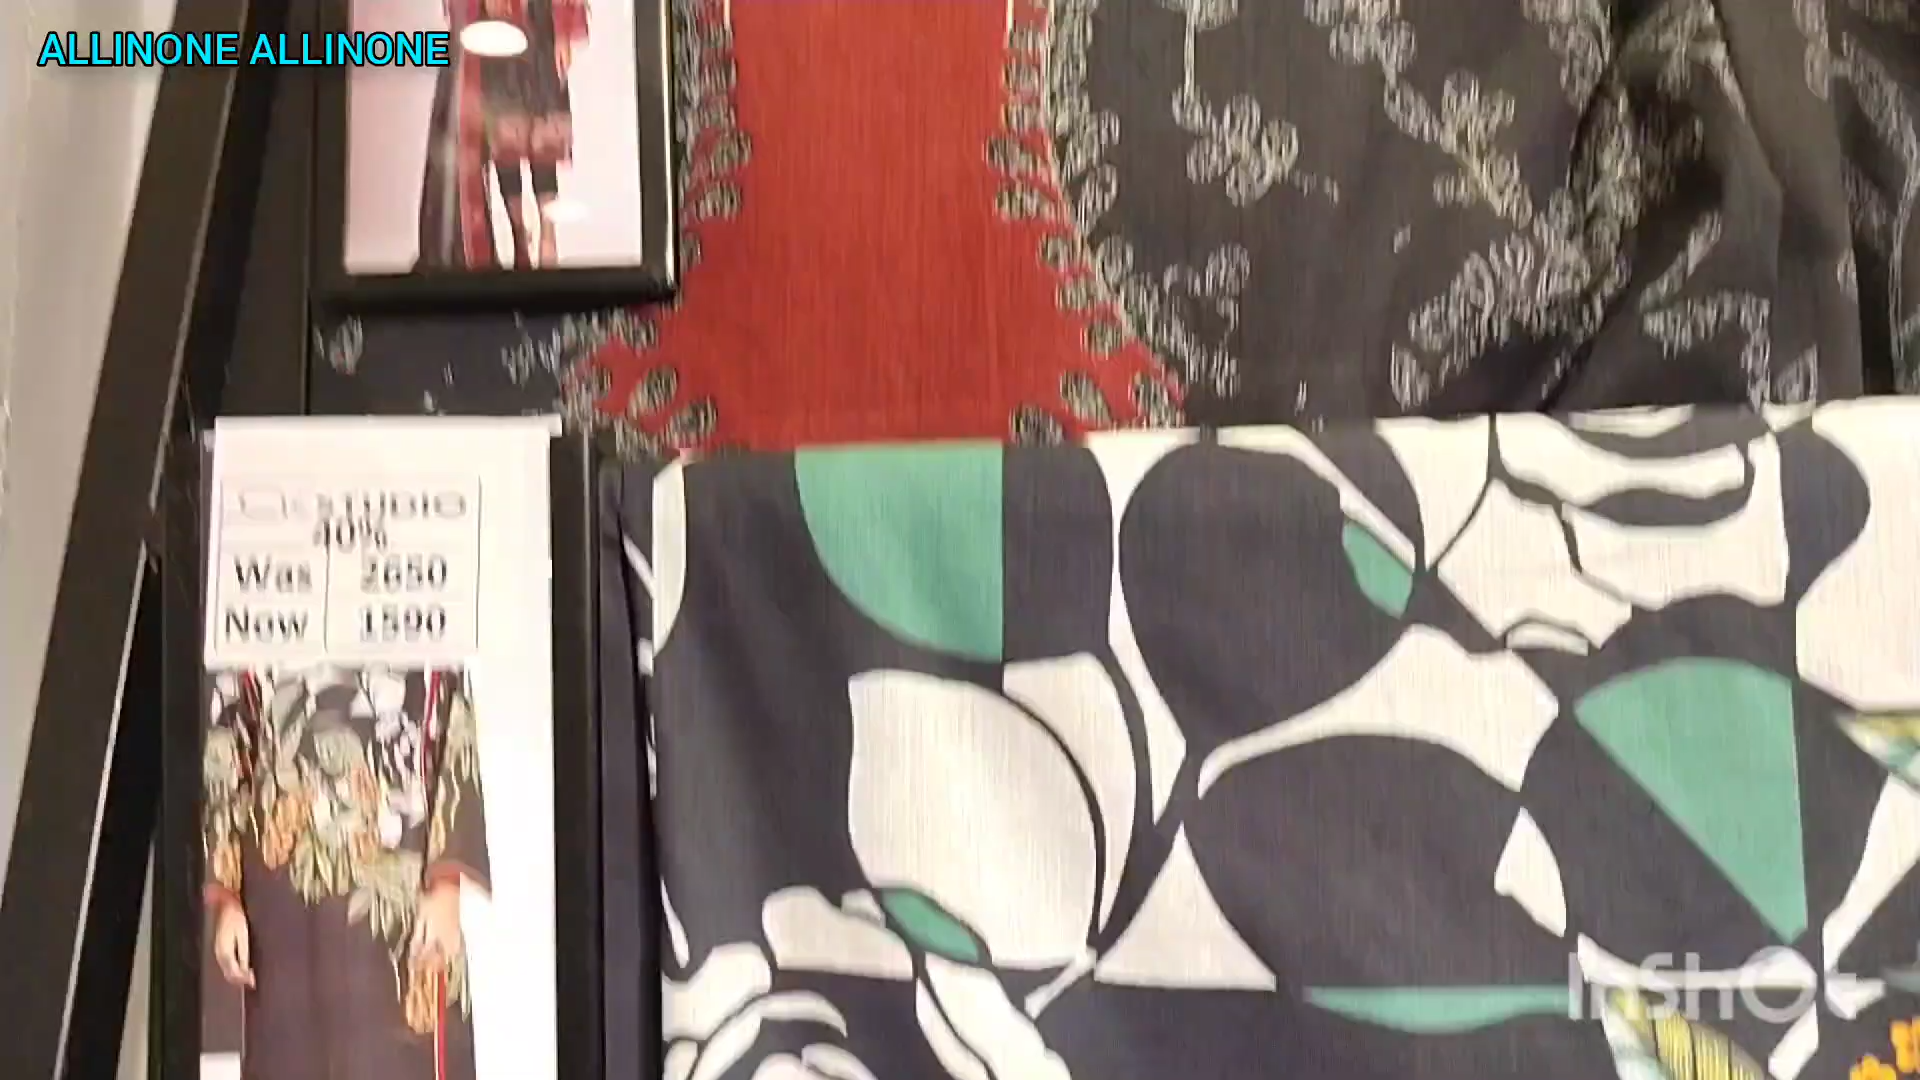 ALLINONE ALLINONE
STUDIO
40%
Was 2650
Now 1590
InShOt